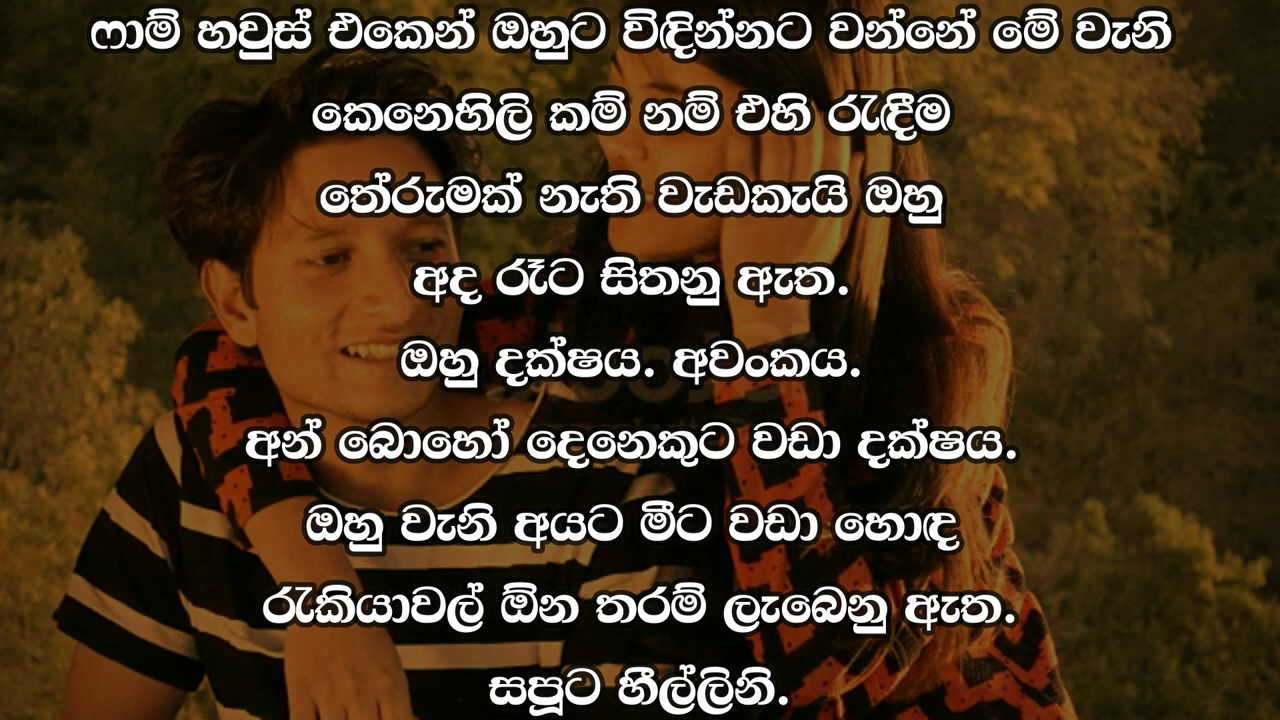 ෆාම් හවුස් එකෙන් ඔහුට විඳින්නට වන්නේ මේ වැනි
කෙනෙහිලි කම් නම් එහි රැඳීම
තේරුමක් නැති වැඩකැයි ඔහු
අද රෑට සිතනු ඇත.
ඔහු දක්ෂය. අවංකය.
අන් බොහෝ දෙනෙකුට වඩා දක්ෂය.
ඔහු වැනි අයට මීට වඩා හොඳ
රැකියාවල් ඕන තරම් ලැබෙනු ඇත.
සපූට හීල්ලිනි.